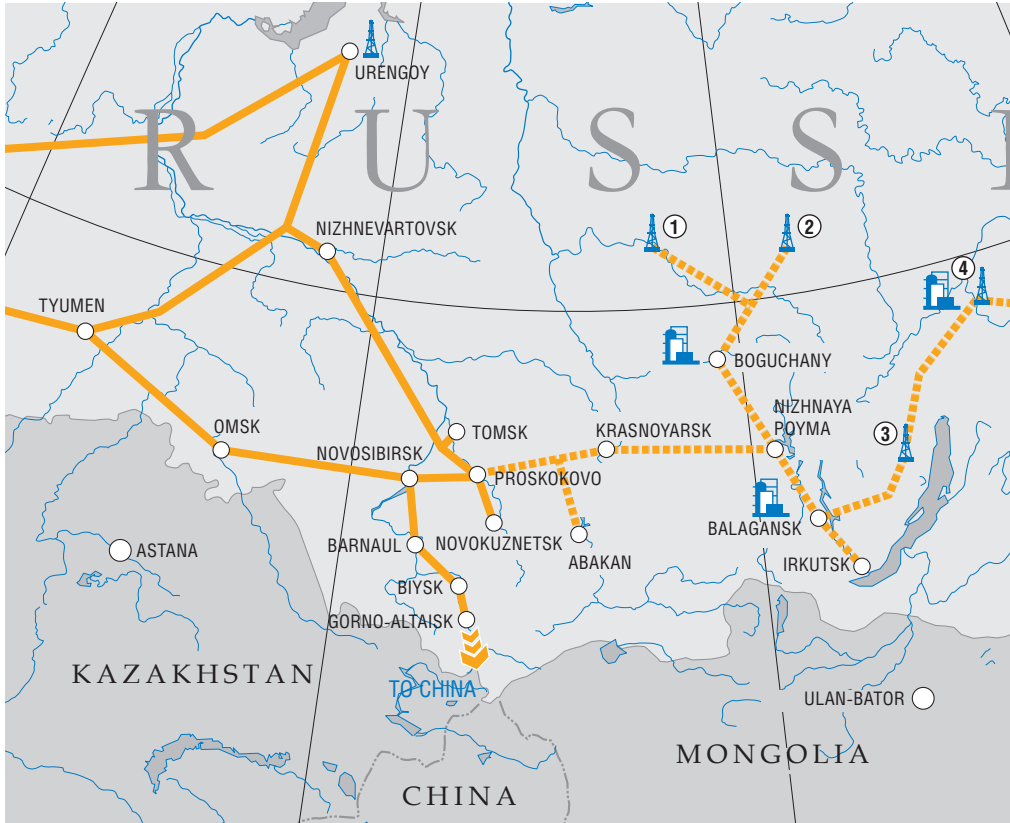 URENGOY
R U S S I
NIZHNEVARTOVSK
1
2
4
TYUMEN
BOGUCHANY
NIZHNAYA
POYMA
OMSK
TOMSK
KRASNOYARSK
3
NOVOSIBIRSK
PROSKOKOVO
BALAGANSK
ASTANA
BARNAUL
NOVOKUZNETSK
ABAKAN
IRKUTSK
BIYSK
GORNO-ALTAISK
KAZAKHSTAN
TO CHINA
ULAN-BATOR
MONGOLIA
CHINA